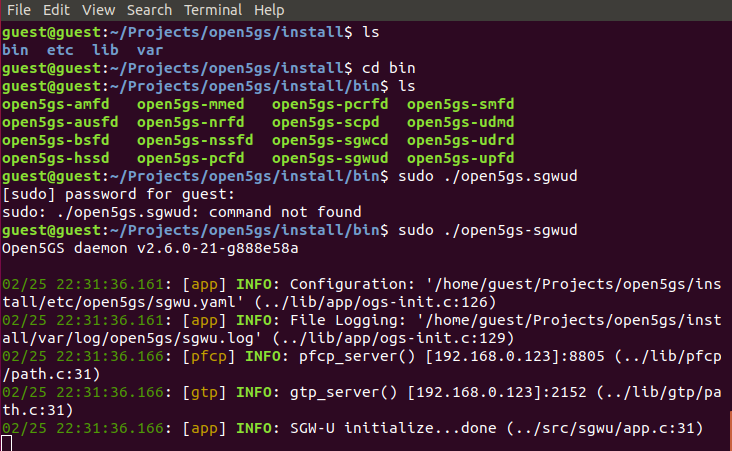 File Edit View Search Terminal Help
guest@guest:~/Projects/open5gs/install$ ls
bin etc lib var
guest@guest:~/Projects/open5gs/install$ cd bin
guest@guest:~/Projects/open5gs/install/bin$ ls
open5gs-amfd open5gs-mmed open5gs-pcrfd open5gs-smfd
open5gs-ausfd open5gs-nrfd open5gs-scpd open5gs-udmd
open5gs-bsfd open5gs-nssfd open5gs-sgwcd open5gs-udrd
open5gs-hssd open5gs-pcfd open5gs-sgwud open5gs-upfd
guest@guest:~/Projects/open5gs/install/bin$ sudo ./open5gs.sgwud
[sudo] password for guest:
sudo: ./open5gs.sgwud: command not found
guest@guest:~/Projects/open5gs/install/bin$ sudo ./open5gs-sgwud
Open5GS daemon v2.6.0-21-g888e58a
02/25 22:31:36.161: [app] INFO: Configuration: '/home/guest/Projects/open5gs/ins
tall/etc/open5gs/sgwu.yaml' (../lib/app/ogs-init.c:126)
02/25 22:31:36.161: [app] INFO: File Logging: '/home/guest/Projects/open5gs/inst
all/var/log/open5gs/sgwu.log' (../lib/app/ogs-init.c:129)
02/25 22:31:36.166: [pfcp] INFO: pfcp_server() [192.168.0.123]:8805 (../lib/pfcp
/path.c:31)
02/25 22:31:36.166: [gtp] INFO: gtp_server() [192.168.0.123]:2152 (../lib/gtp/pa
th.c:31)
02/25 22:31:36.166: [app] INFO: SGW-U initialize...done (../src/sgwu/app.c:31)